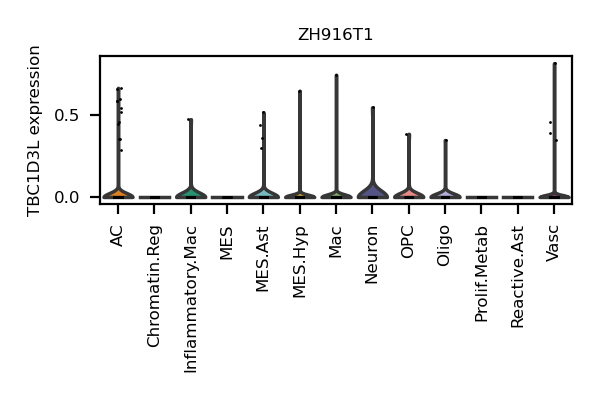 ZH916T1
TBC1D3L expression
0.5
0.0
AC
Chromatin.Reg
Inflammatory.Mac
MES
MES.Ast
MES.Hyp
Mac
Neuron
OPC
Oligo
Prolif.Metab
Reactive.Ast
Vasc